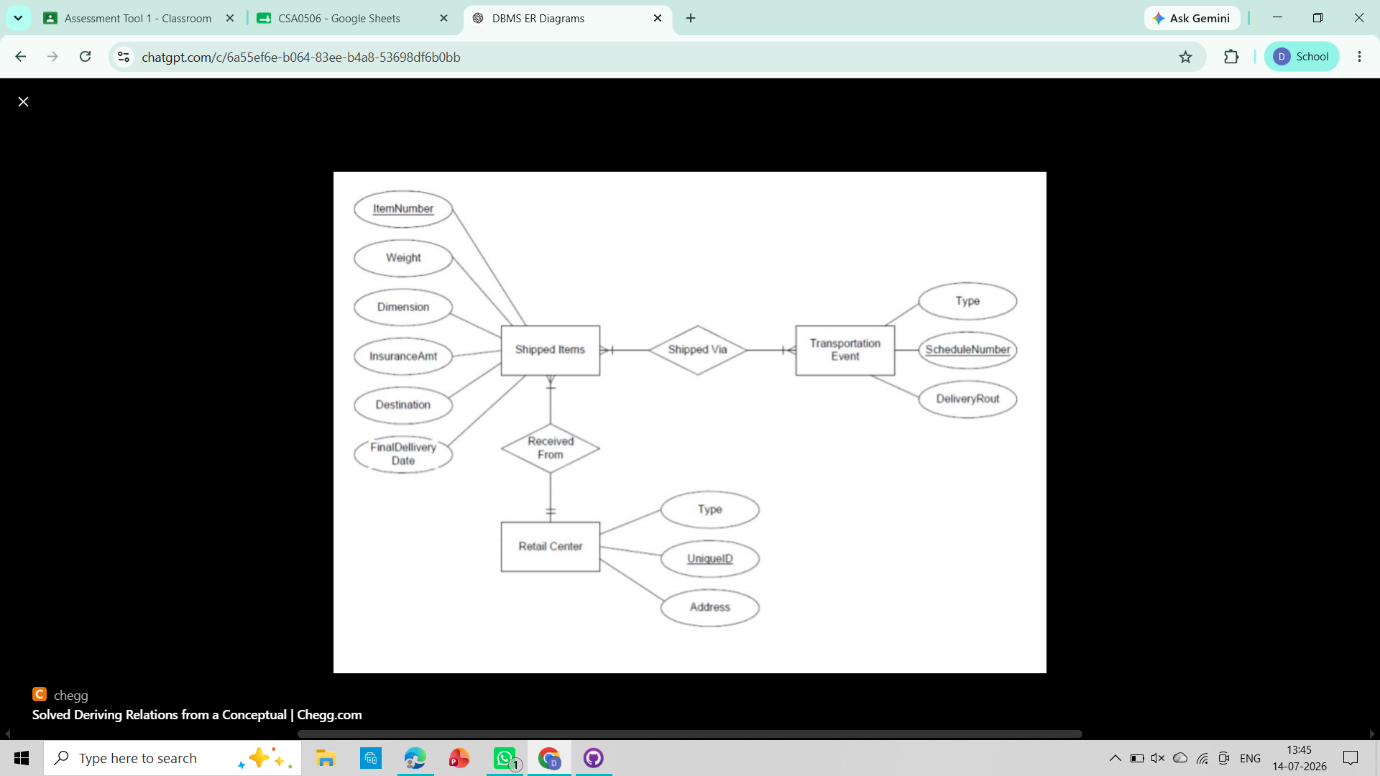 Assessment Tool 1 - Classroom
CSA0506 - Google Sheets
DBMS ER Diagrams
Ask Gemini
chatgpt.com/c/6a55ef6e-b064-83ee-b4a8-53698df6b0bb
D
School
ItemNumber
Weight
Dimension
InsuranceAmt
Destination
FinalDellivery
Date
Shipped Items
Shipped Via
Transportation
Event
Type
ScheduleNumber
DeliveryRout
Received
From
Retail Center
Type
UniqueID
Address
C chegg
Solved Deriving Relations from a Conceptual | Chegg.com
Type here to search
1
D
ENG
13:45
14-07-2026